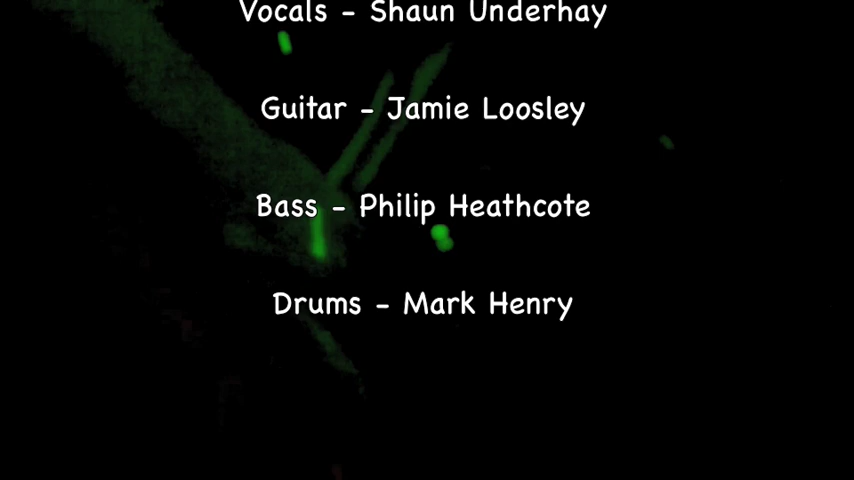 Vocals - Shaun Underhay
Guitar - Jamie Loosley
Bass - Philip Heathcote
Drums - Mark Henry